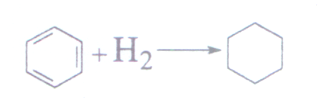 + H₂